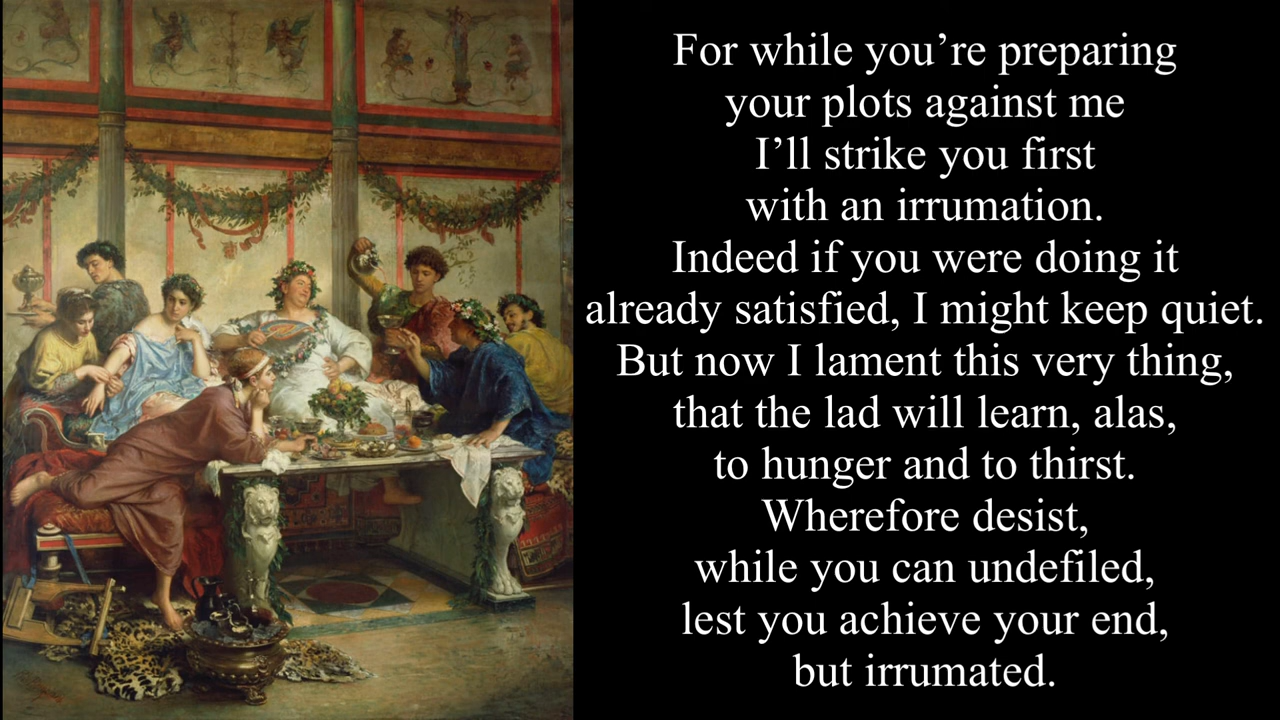 For while you’re preparing
your plots against me
I’ll strike you first
with an irrumation.
Indeed if you were doing it
already satisfied, I might keep quiet.
But now I lament this very thing,
that the lad will learn, alas,
to hunger and to thirst.
Wherefore desist,
while you can undefiled,
lest you achieve your end,
but irrumated.